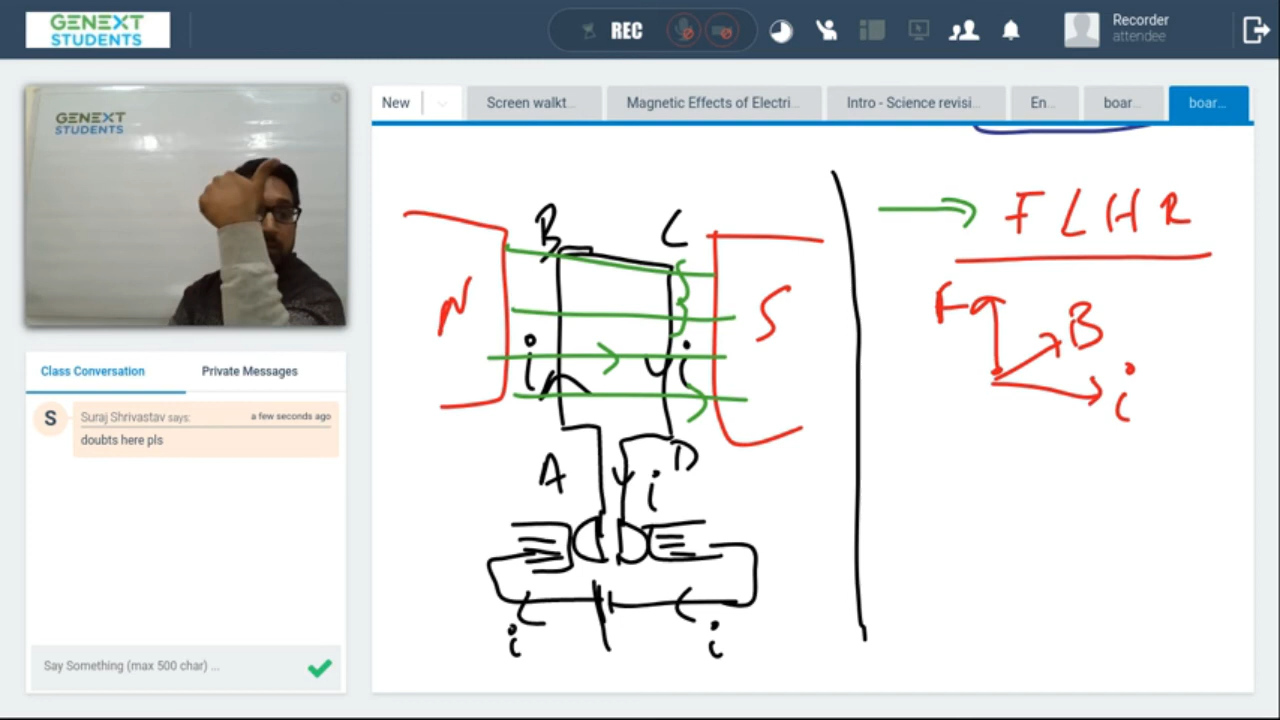 GENEXT
STUDENTS
REC
Recorder
attendee
GENEXT
STUDENTS
New
Screen walkt...
Magnetic Effects of Electri...
Intro - Science revisi...
En...
boar...
boar...
Class Conversation
Private Messages
S
Suraj Shrivastav says:
a few seconds ago
doubts here pls
Say Something (max 500 char) ...
B
C
N
S
i
i
A
D
i
i
i
F L H R
F
B
i